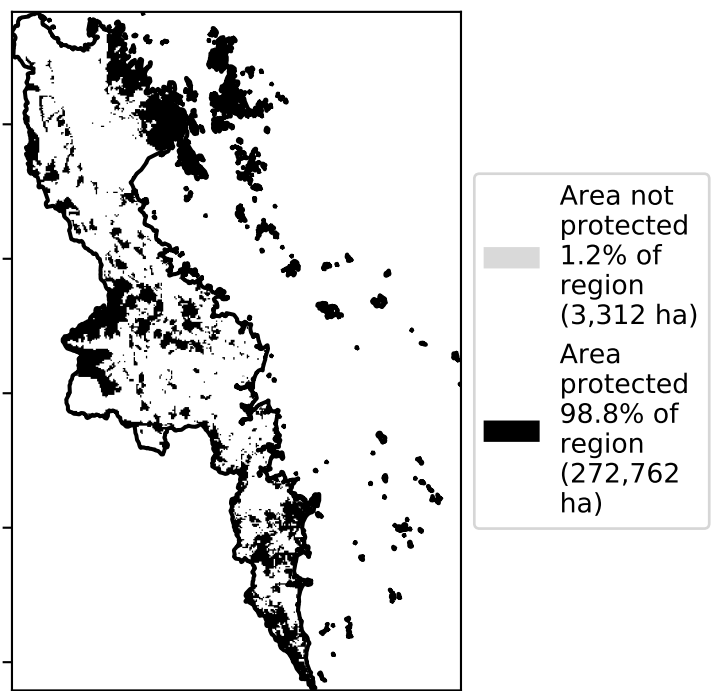 Area not
protected
1.2% of
region
(3,312 ha)
Area
protected
98.8% of
region
(272,762
ha)